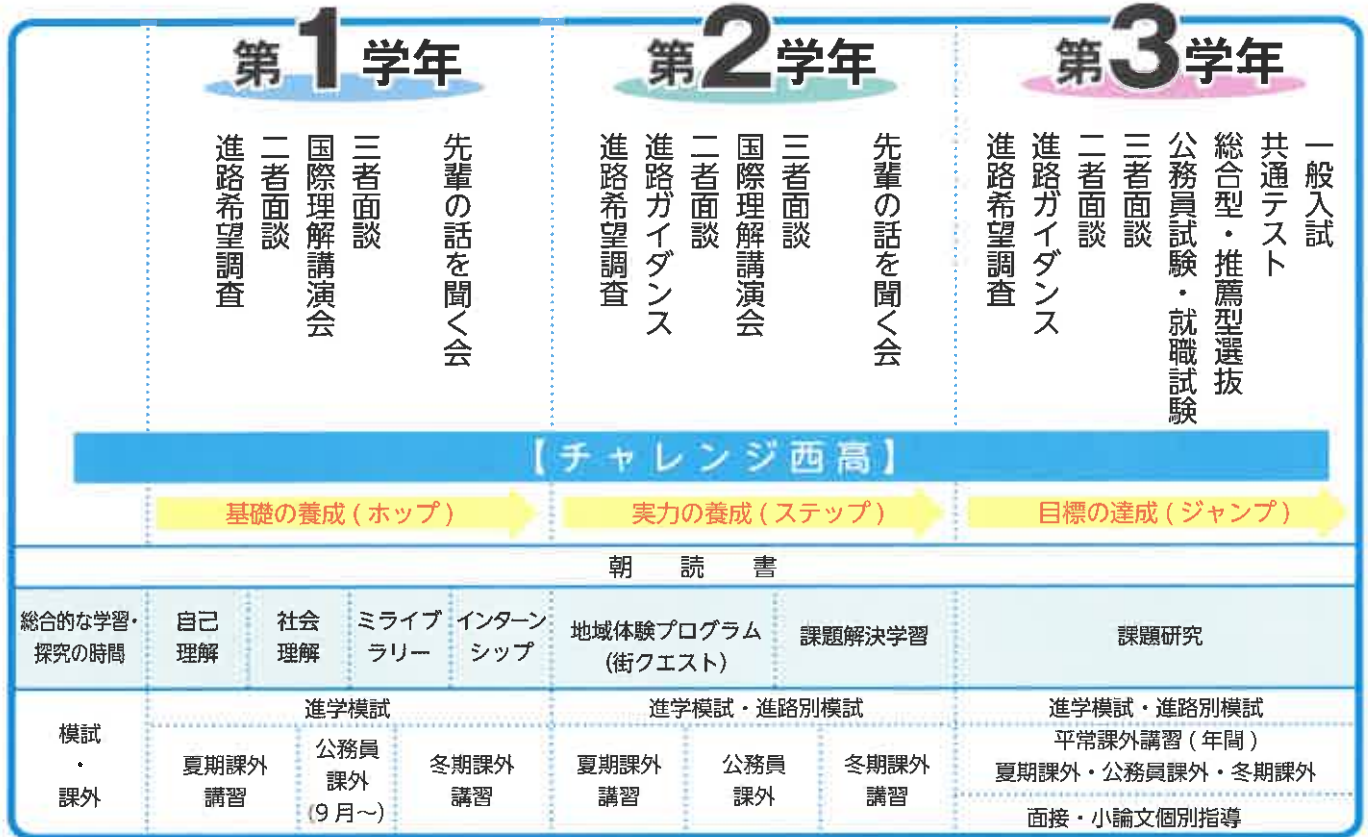 第1学年
進路希望調査
二者面談
国際理解講演会
三者面談
先輩の話を聞く会
第2学年
進路希望調査
進路ガイダンス
二者面談
国際理解講演会
三者面談
先輩の話を聞く会
第3学年
進路希望調査
進路ガイダンス
二者面談
三者面談
公務員試験・就職試験
総合型・推薦型選抜
共通テスト
一般入試
【チャレンジ西高】
基礎の養成(ホップ)
実力の養成(ステップ)
目標の達成(ジャンプ)
朝読書
総合的な学習・
探究の時間
自己
理解
社会
理解
ミライブ
ラリー
インターン
シップ
地域体験プログラム
(街クエスト)
課題解決学習
課題研究
模試
・
課外
進学模試
夏期課外
講習
公務員
課外
(9月～)
冬期課外
講習
進学模試・進路別模試
夏期課外
講習
公務員
課外
冬期課外
講習
進学模試・進路別模試
平常課外講習(年間)
夏期課外・公務員課外・冬期課外
面接・小論文個別指導